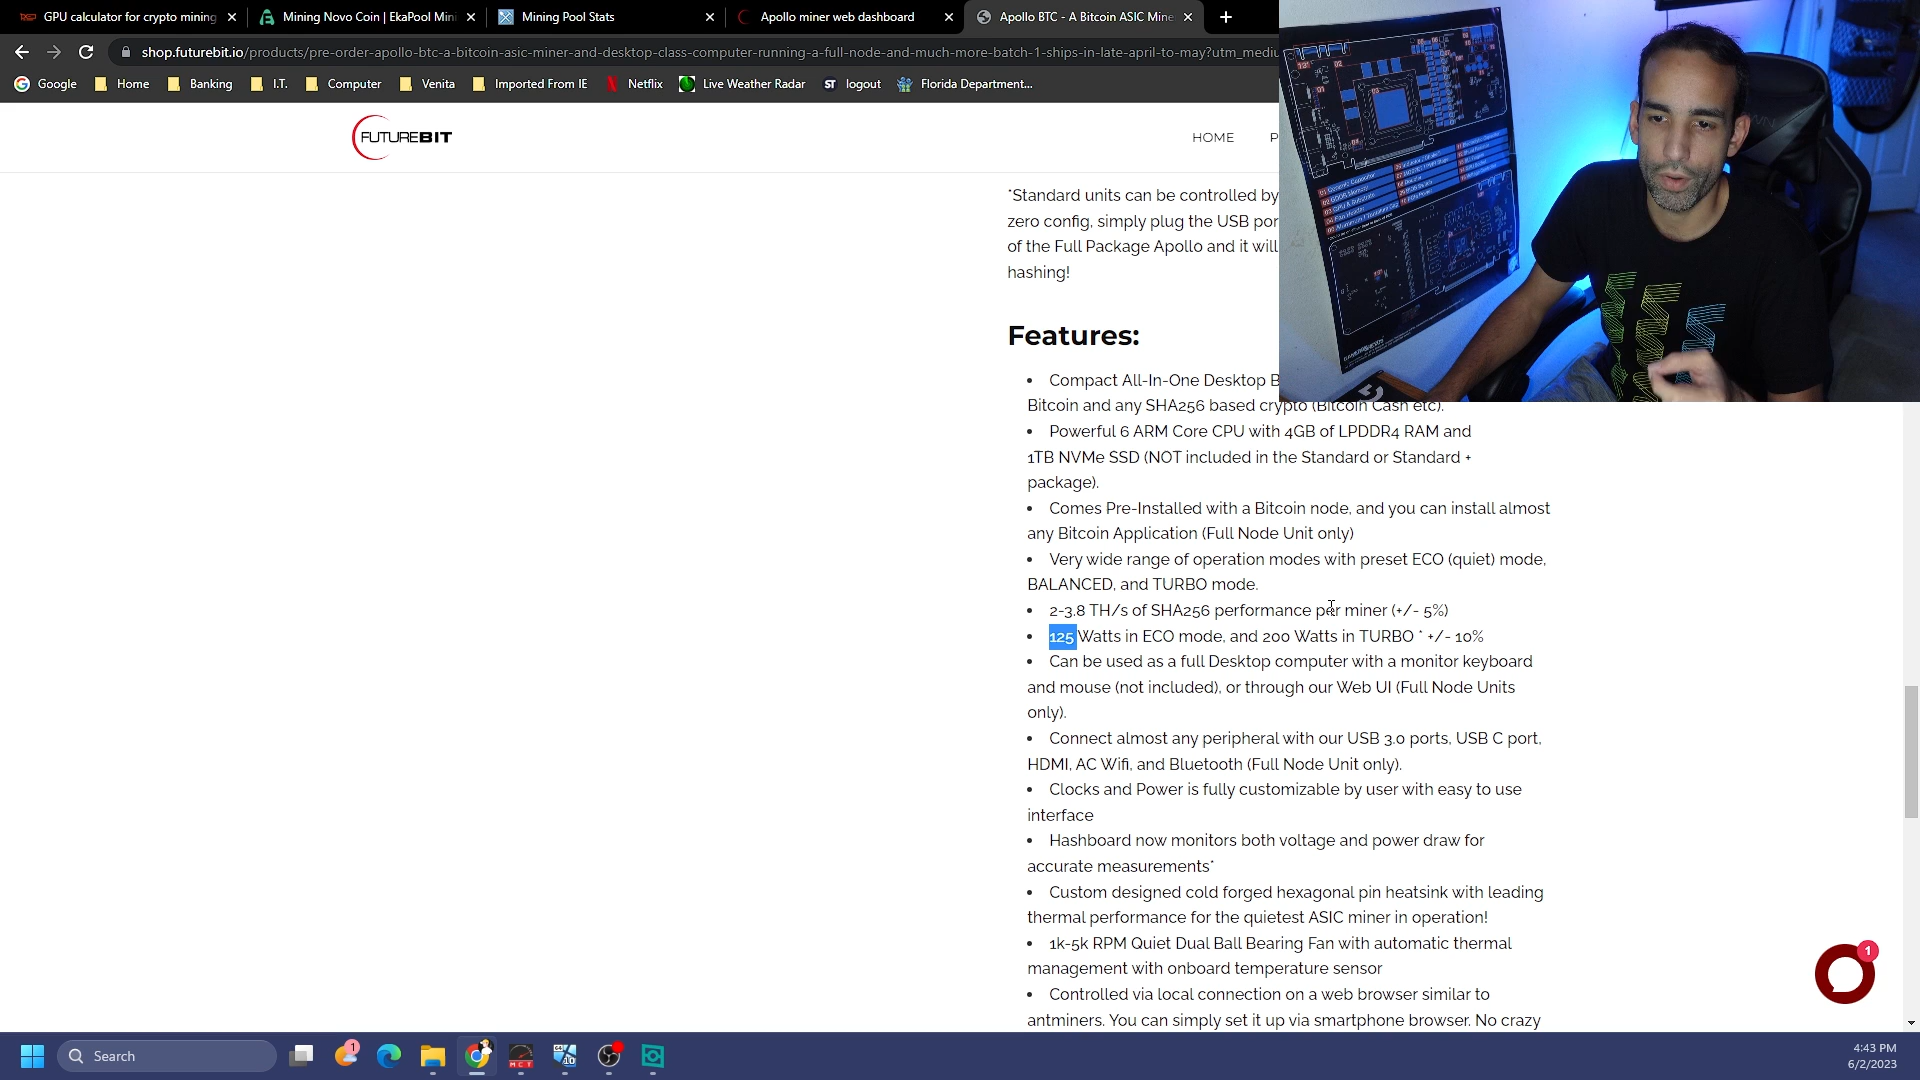 GPU calculator for crypto mining
Mining Novo Coin | EkaPool Mini
Mining Pool Stats
Apollo miner web dashboard
Apollo BTC - A Bitcoin ASIC Mine
shop.futurebit.io/products/pre-order-apollo-btc-a-bitcoin-asic-miner-and-desktop-class-computer-running-a-full-node-and-much-more-batch-1-ships-in-late-april-to-may?utm_mediu
Google Home Banking I.T. Computer Venita Imported From IE Netflix Live Weather Radar ST logout Florida Department...
FUTUREBIT
HOME P
*Standard units can be controlled by
zero config, simply plug the USB por
of the Full Package Apollo and it will
hashing!
Features:
• Compact All-In-One Desktop B
Bitcoin and any SHA256 based crypto (Bitcoin Cash etc).
• Powerful 6 ARM Core CPU with 4GB of LPDDR4 RAM and
1TB NVMe SSD (NOT included in the Standard or Standard +
package).
• Comes Pre-Installed with a Bitcoin node, and you can install almost
any Bitcoin Application (Full Node Unit only)
• Very wide range of operation modes with preset ECO (quiet) mode,
BALANCED, and TURBO mode.
• 2-3.8 TH/s of SHA256 performance per miner (+/- 5%)
• 125 Watts in ECO mode, and 200 Watts in TURBO * +/- 10%
• Can be used as a full Desktop computer with a monitor keyboard
and mouse (not included), or through our Web UI (Full Node Units
only).
• Connect almost any peripheral with our USB 3.0 ports, USB C port,
HDMI, AC Wifi, and Bluetooth (Full Node Unit only).
• Clocks and Power is fully customizable by user with easy to use
interface
• Hashboard now monitors both voltage and power draw for
accurate measurements*
• Custom designed cold forged hexagonal pin heatsink with leading
thermal performance for the quietest ASIC miner in operation!
• 1k-5k RPM Quiet Dual Ball Bearing Fan with automatic thermal
management with onboard temperature sensor
• Controlled via local connection on a web browser similar to
antminers. You can simply set it up via smartphone browser. No crazy
1
Search
1
MCT
10
4:43 PM
6/2/2023